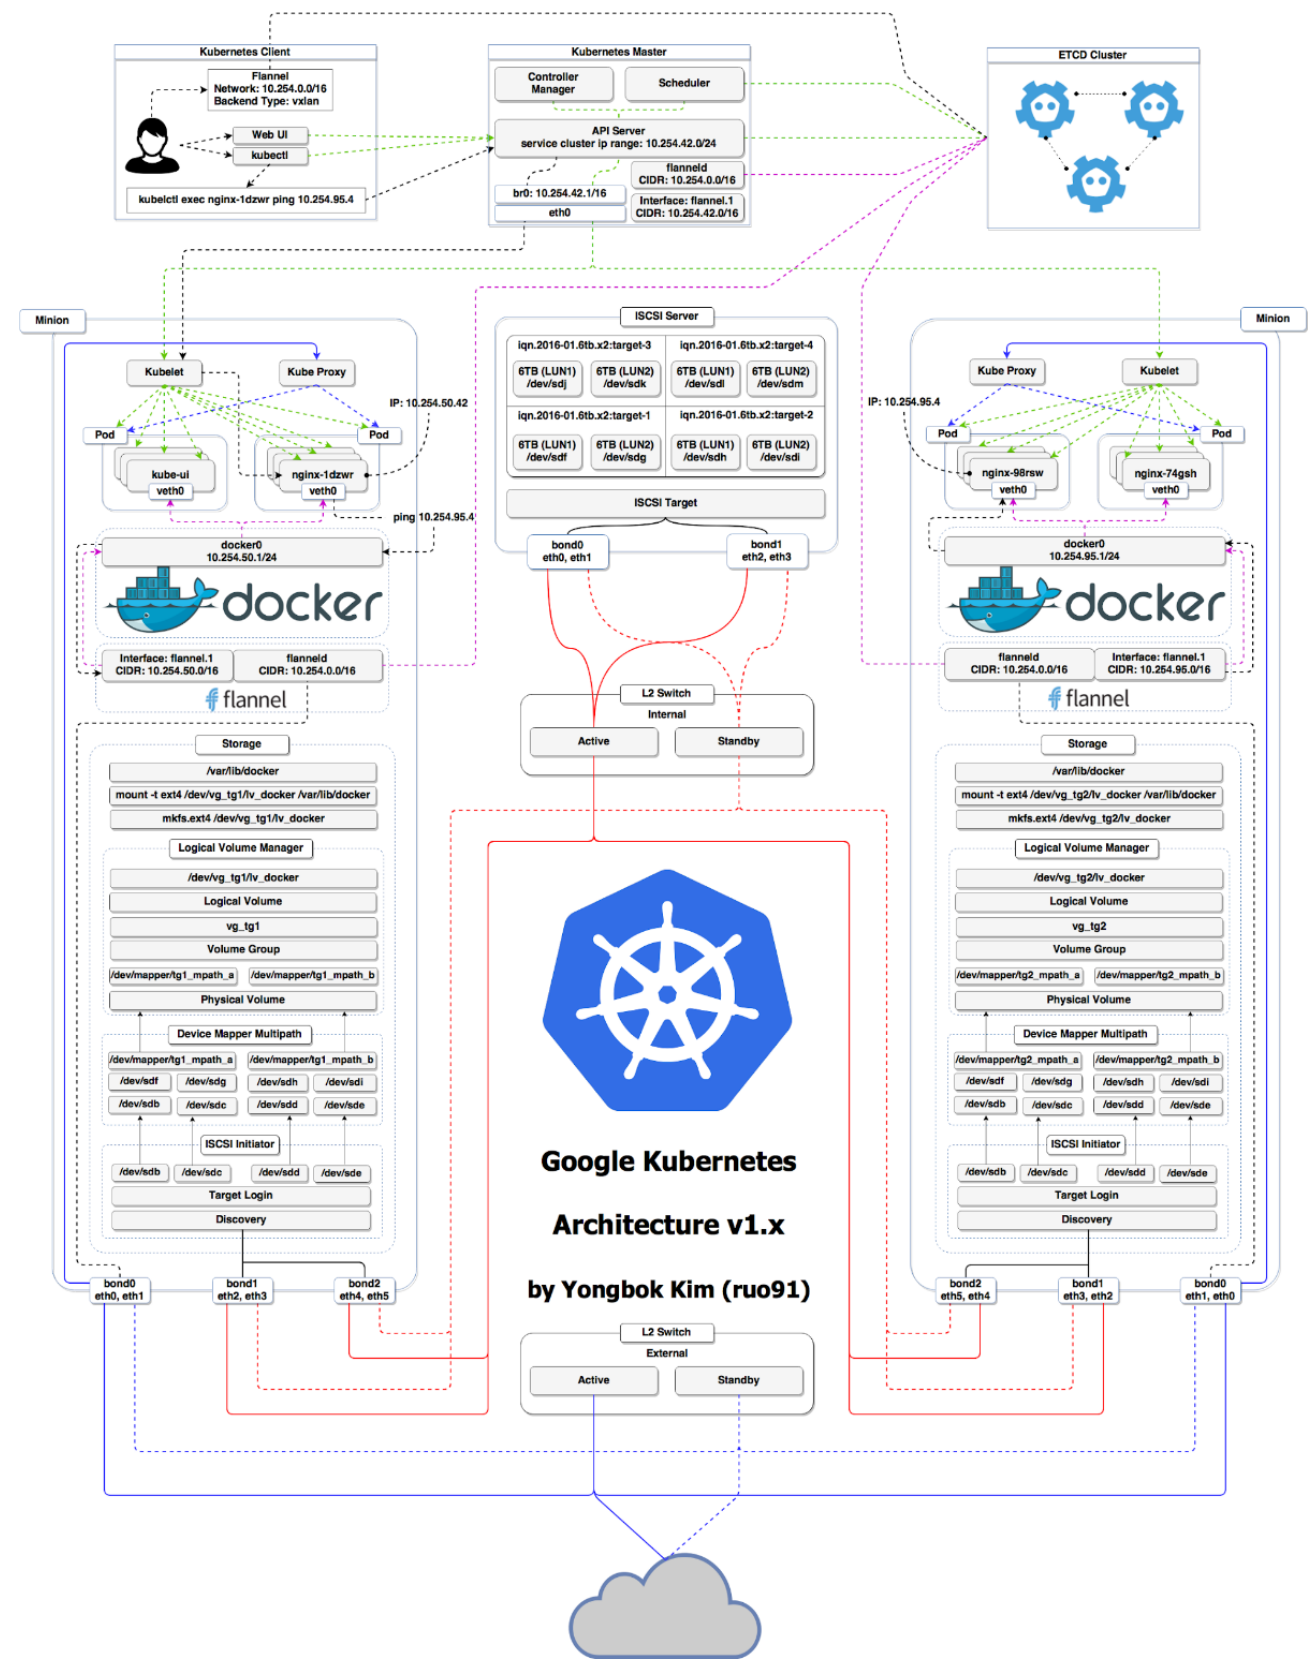 Kubernetes Client
Flannel
Network: 10.254.0.0/16
Backend Type: vxlan
Web UI
kubectl
kubelctl exec nginx-1dzwr ping 10.254.95.4
Kubernetes Master
Controller
Manager
Scheduler
API Server
service cluster ip range: 10.254.42.0/24
flanneld
CIDR: 10.254.0.0/16
br0: 10.254.42.1/16
eth0
Interface: flannel.1
CIDR: 10.254.42.0/16
ETCD Cluster
Minion
Kubelet
Kube Proxy
IP: 10.254.50.42
Pod
Pod
kube-ui
veth0
nginx-1dzwr
veth0
ping 10.254.95.4
docker0
10.254.50.1/24
docker
Interface: flannel.1
CIDR: 10.254.50.0/16
flanneld
CIDR: 10.254.0.0/16
flannel
Storage
/var/lib/docker
mount -t ext4 /dev/vg_tg1/lv_docker /var/lib/docker
mkfs.ext4 /dev/vg_tg1/lv_docker
Logical Volume Manager
/dev/vg_tg1/lv_docker
Logical Volume
vg_tg1
Volume Group
/dev/mapper/tg1_mpath_a
/dev/mapper/tg1_mpath_b
Physical Volume
Device Mapper Multipath
/dev/mapper/tg1_mpath_a
/dev/mapper/tg1_mpath_b
/dev/sdf
/dev/sdg
/dev/sdh
/dev/sdi
/dev/sdb
/dev/sdc
/dev/sdd
/dev/sde
ISCSI Initiator
/dev/sdb
/dev/sdc
/dev/sdd
/dev/sde
Target Login
Discovery
bond0
eth0, eth1
bond1
eth2, eth3
bond2
eth4, eth5
ISCSI Server
iqn.2016-01.6tb.x2:target-3
iqn.2016-01.6tb.x2:target-4
6TB (LUN1)
/dev/sdj
6TB (LUN2)
/dev/sdk
6TB (LUN1)
/dev/sdl
6TB (LUN2)
/dev/sdm
iqn.2016-01.6tb.x2:target-1
iqn.2016-01.6tb.x2:target-2
6TB (LUN1)
/dev/sdf
6TB (LUN2)
/dev/sdg
6TB (LUN1)
/dev/sdh
6TB (LUN2)
/dev/sdi
ISCSI Target
bond0
eth0, eth1
bond1
eth2, eth3
L2 Switch
Internal
Active
Standby
Google Kubernetes
Architecture v1.x
by Yongbok Kim (ruo91)
L2 Switch
External
Active
Standby
Minion
Kube Proxy
Kubelet
IP: 10.254.95.4
Pod
Pod
nginx-98rsw
veth0
nginx-74gsh
veth0
docker0
10.254.95.1/24
docker
flanneld
CIDR: 10.254.0.0/16
Interface: flannel.1
CIDR: 10.254.95.0/16
flannel
Storage
/var/lib/docker
mount -t ext4 /dev/vg_tg2/lv_docker /var/lib/docker
mkfs.ext4 /dev/vg_tg2/lv_docker
Logical Volume Manager
/dev/vg_tg2/lv_docker
Logical Volume
vg_tg2
Volume Group
/dev/mapper/tg2_mpath_a
/dev/mapper/tg2_mpath_b
Physical Volume
Device Mapper Multipath
/dev/mapper/tg2_mpath_a
/dev/mapper/tg2_mpath_b
/dev/sdf
/dev/sdg
/dev/sdh
/dev/sdi
/dev/sdb
/dev/sdc
/dev/sdd
/dev/sde
ISCSI Initiator
/dev/sdb
/dev/sdc
/dev/sdd
/dev/sde
Target Login
Discovery
bond2
eth5, eth4
bond1
eth3, eth2
bond0
eth1, eth0